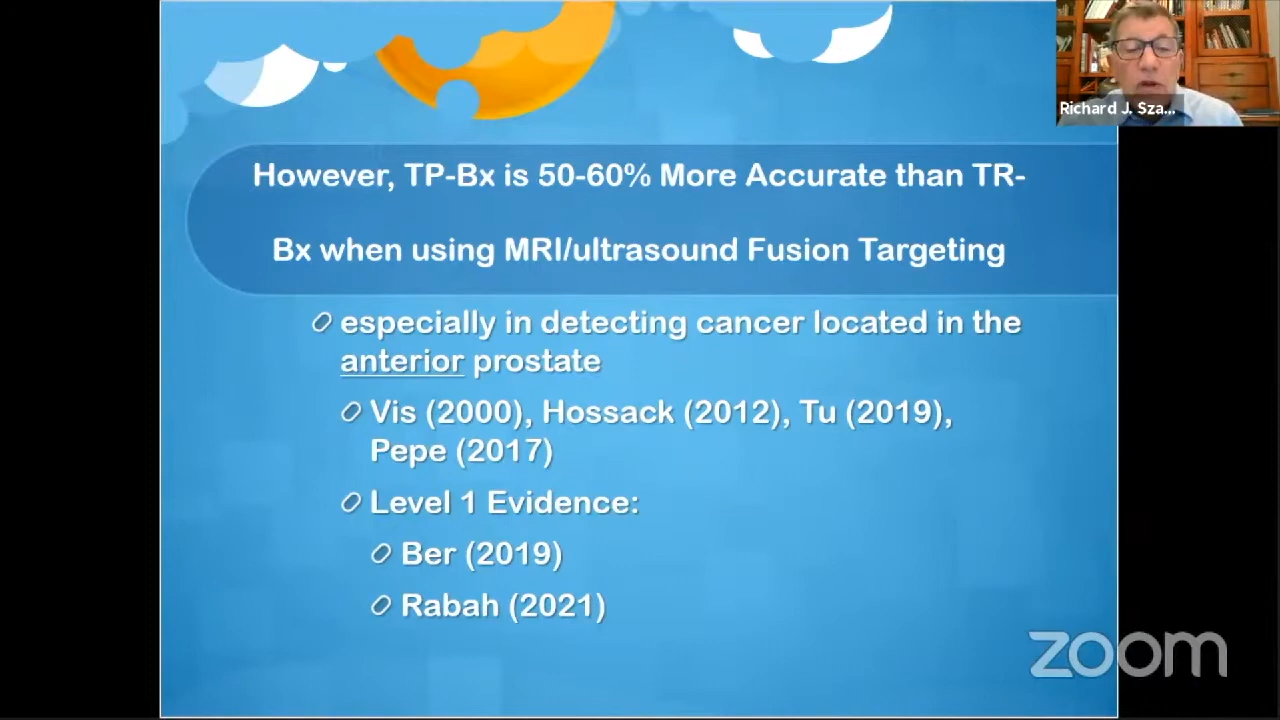 However, TP-Bx is 50-60% More Accurate than TR-
Bx when using MRI/ultrasound Fusion Targeting
especially in detecting cancer located in the
anterior prostate
Vis (2000), Hossack (2012), Tu (2019),
Pepe (2017)
Level 1 Evidence:
Ber (2019)
Rabah (2021)
Richard J. Sza...
zoom